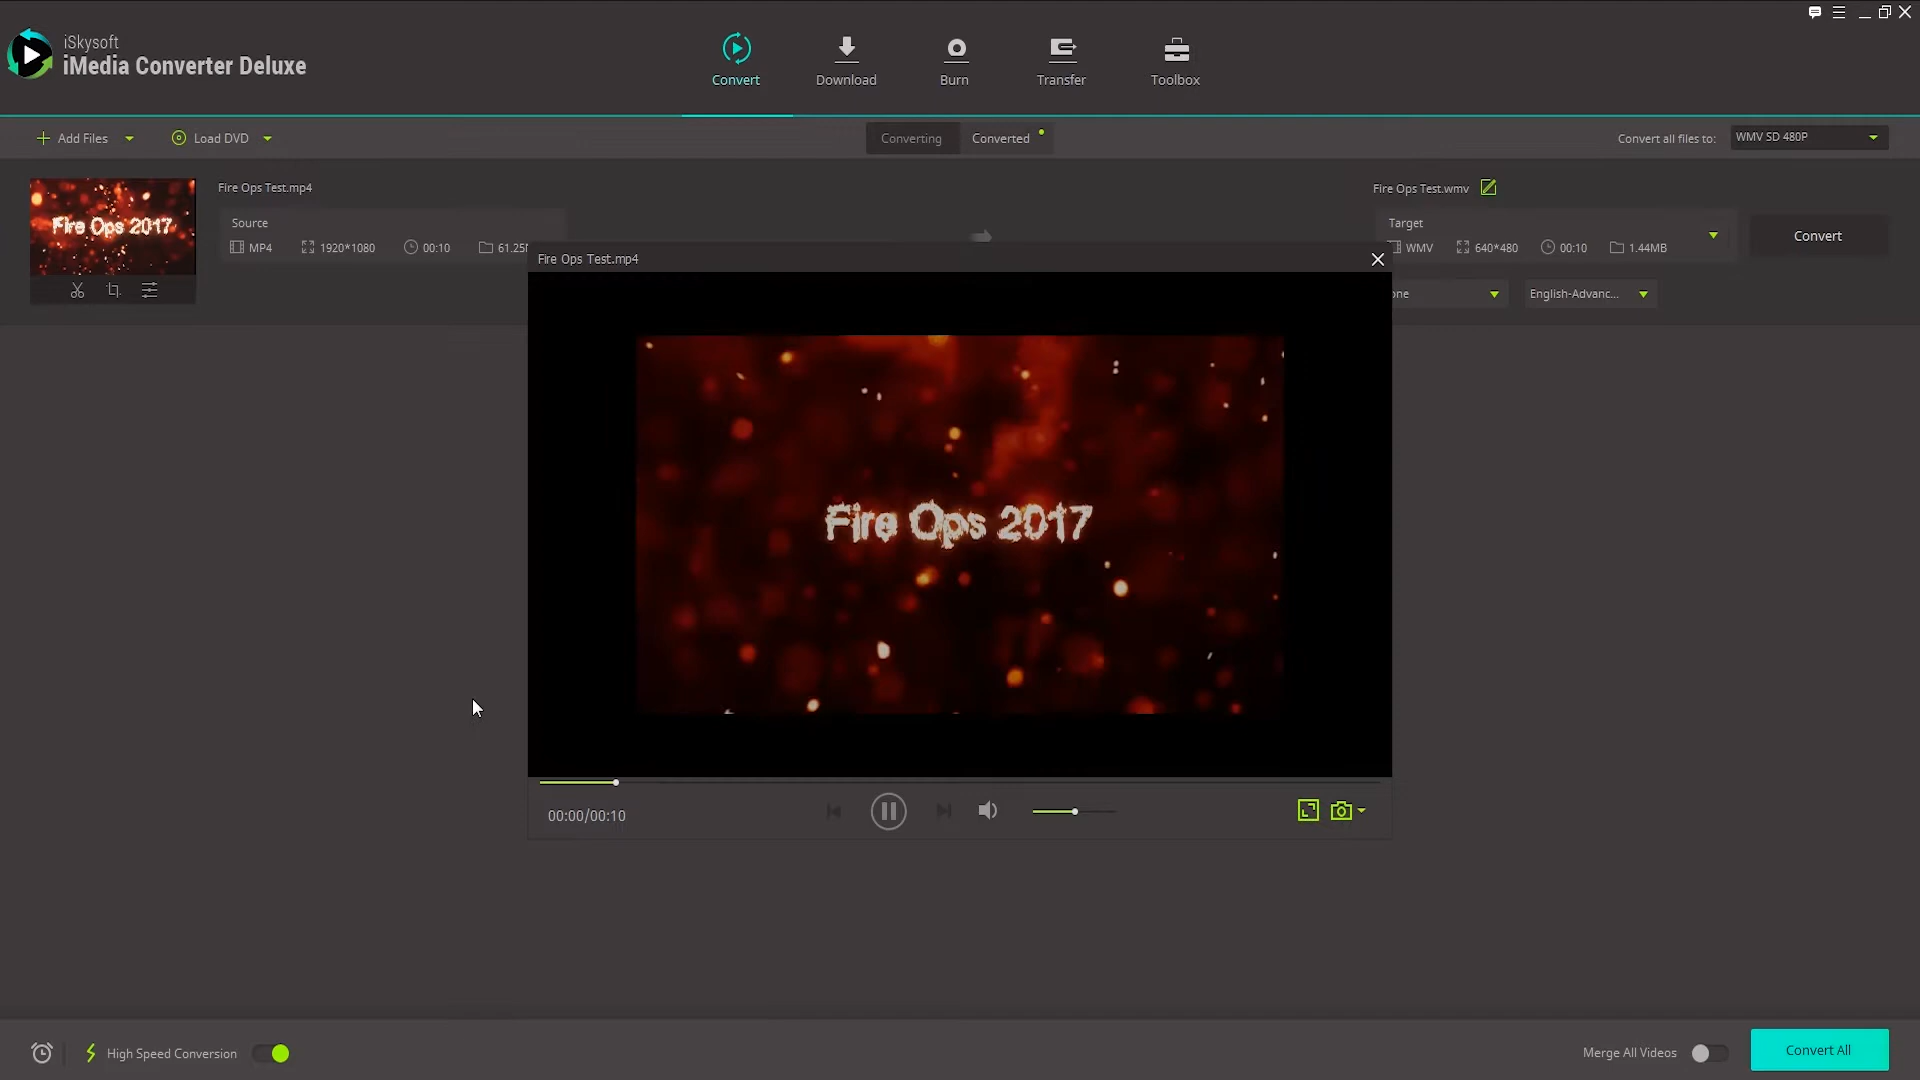 iSkysoft
iMedia Converter Deluxe
Convert
Download
Burn
Transfer
Toolbox
Add Files
Load DVD
Converting
Converted
Convert all files to:
WMV SD 480P
Fire Ops 2017
Fire Ops Test.mp4
Source
MP4
1920*1080
00:10
61.25
Fire Ops Test.wmv
Target
WMV
640*480
00:10
1.44MB
Convert
English-Advanc...
Fire Ops Test.mp4
Fire Ops 2017
00:00/00:10
High Speed Conversion
Merge All Videos
Convert All